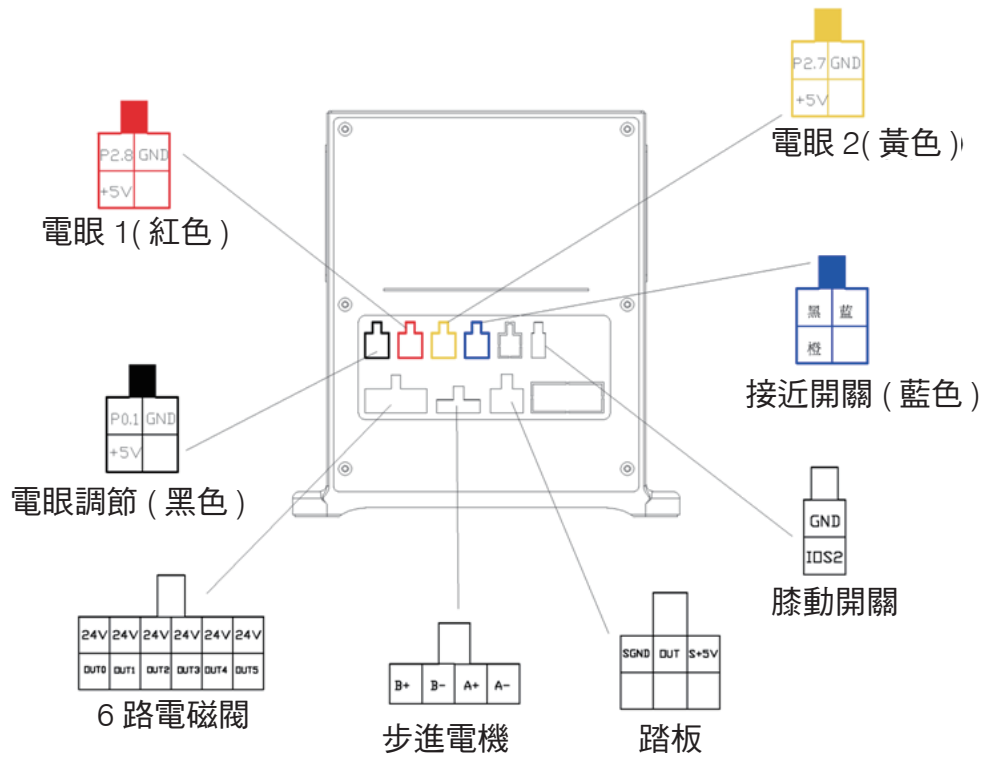 P2.7 GND
+5V
電眼 2( 黃色 )
P2.8 GND
+5V
電眼 1( 紅色 )
黑 藍
橙
接近開關 ( 藍色 )
P0.1 GND
+5V
電眼調節 ( 黑色 )
GND
IOS2
膝動開關
24V 24V 24V 24V 24V 24V
OUT0 OUT1 OUT2 OUT3 OUT4 OUT5
6 路電磁閥
B+ B- A+ A-
步進電機
SGND OUT S+5V
踏板